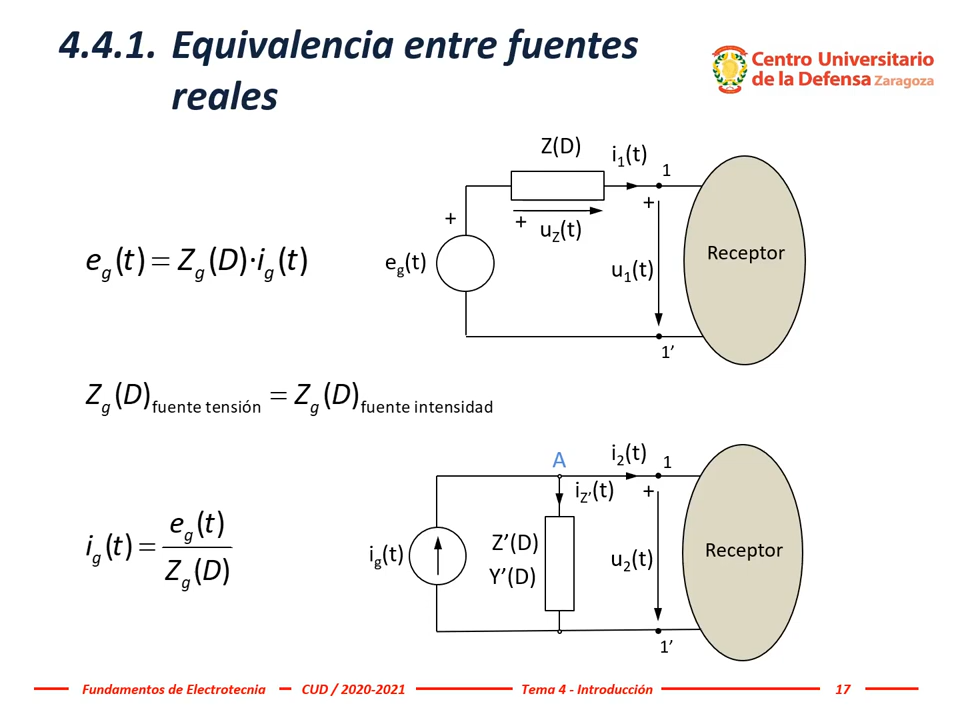 4.4.1. Equivalencia entre fuentes
reales
Centro Universitario
de la Defensa Zaragoza
Z(D)
i1(t)
1
+
+
+ uZ(t)
eg(t)
u1(t)
Receptor
1’
eg(t) = Zg(D)·ig(t)
Zg(D)fuente tensión = Zg(D)fuente intensidad
A
i2(t)
1
iZ’(t)
+
ig(t)
Z’(D)
Y’(D)
u2(t)
Receptor
1’
ig(t) = eg(t)
Zg(D)
Fundamentos de Electrotecnia CUD / 2020-2021 Tema 4 - Introducción 17